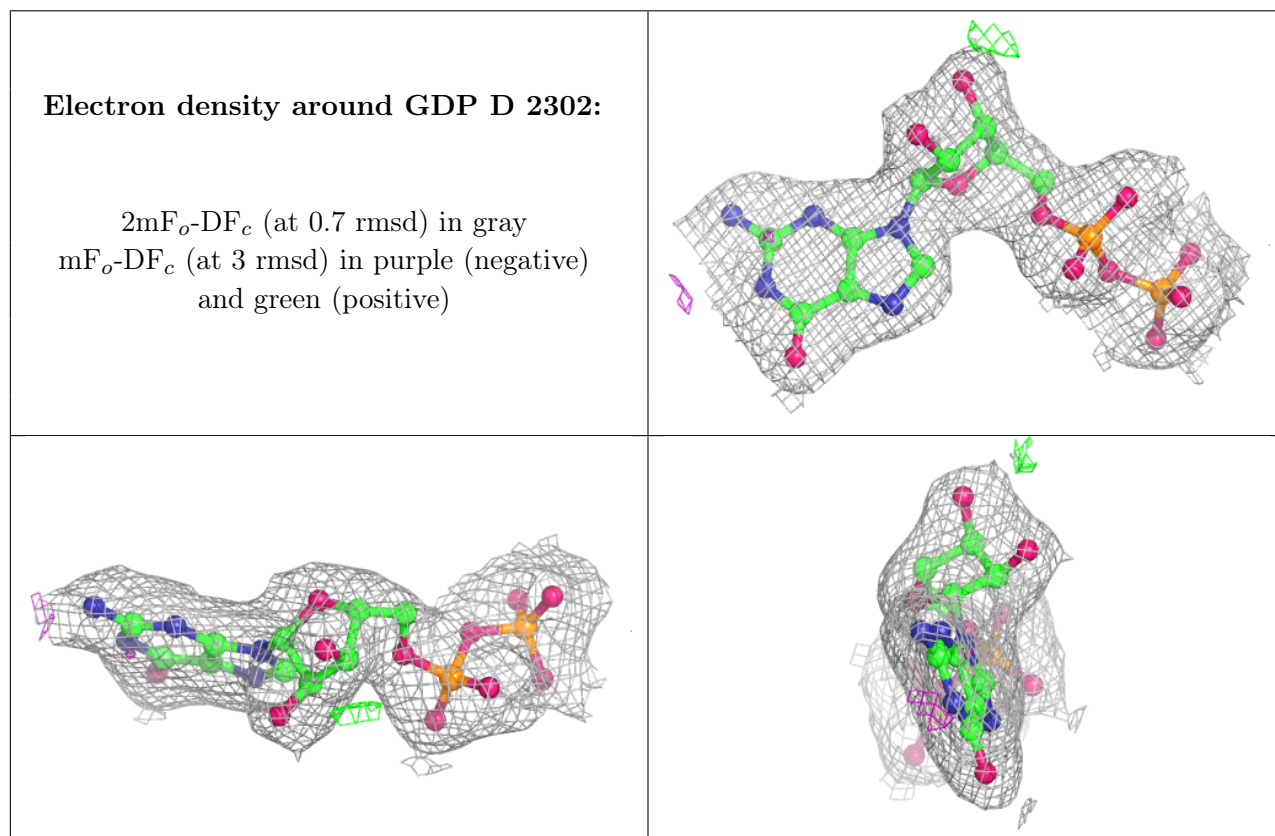 Electron density around GDP D 2302:
2mFₒ-DF𝒸 (at 0.7 rmsd) in gray
mFₒ-DF𝒸 (at 3 rmsd) in purple (negative)
and green (positive)